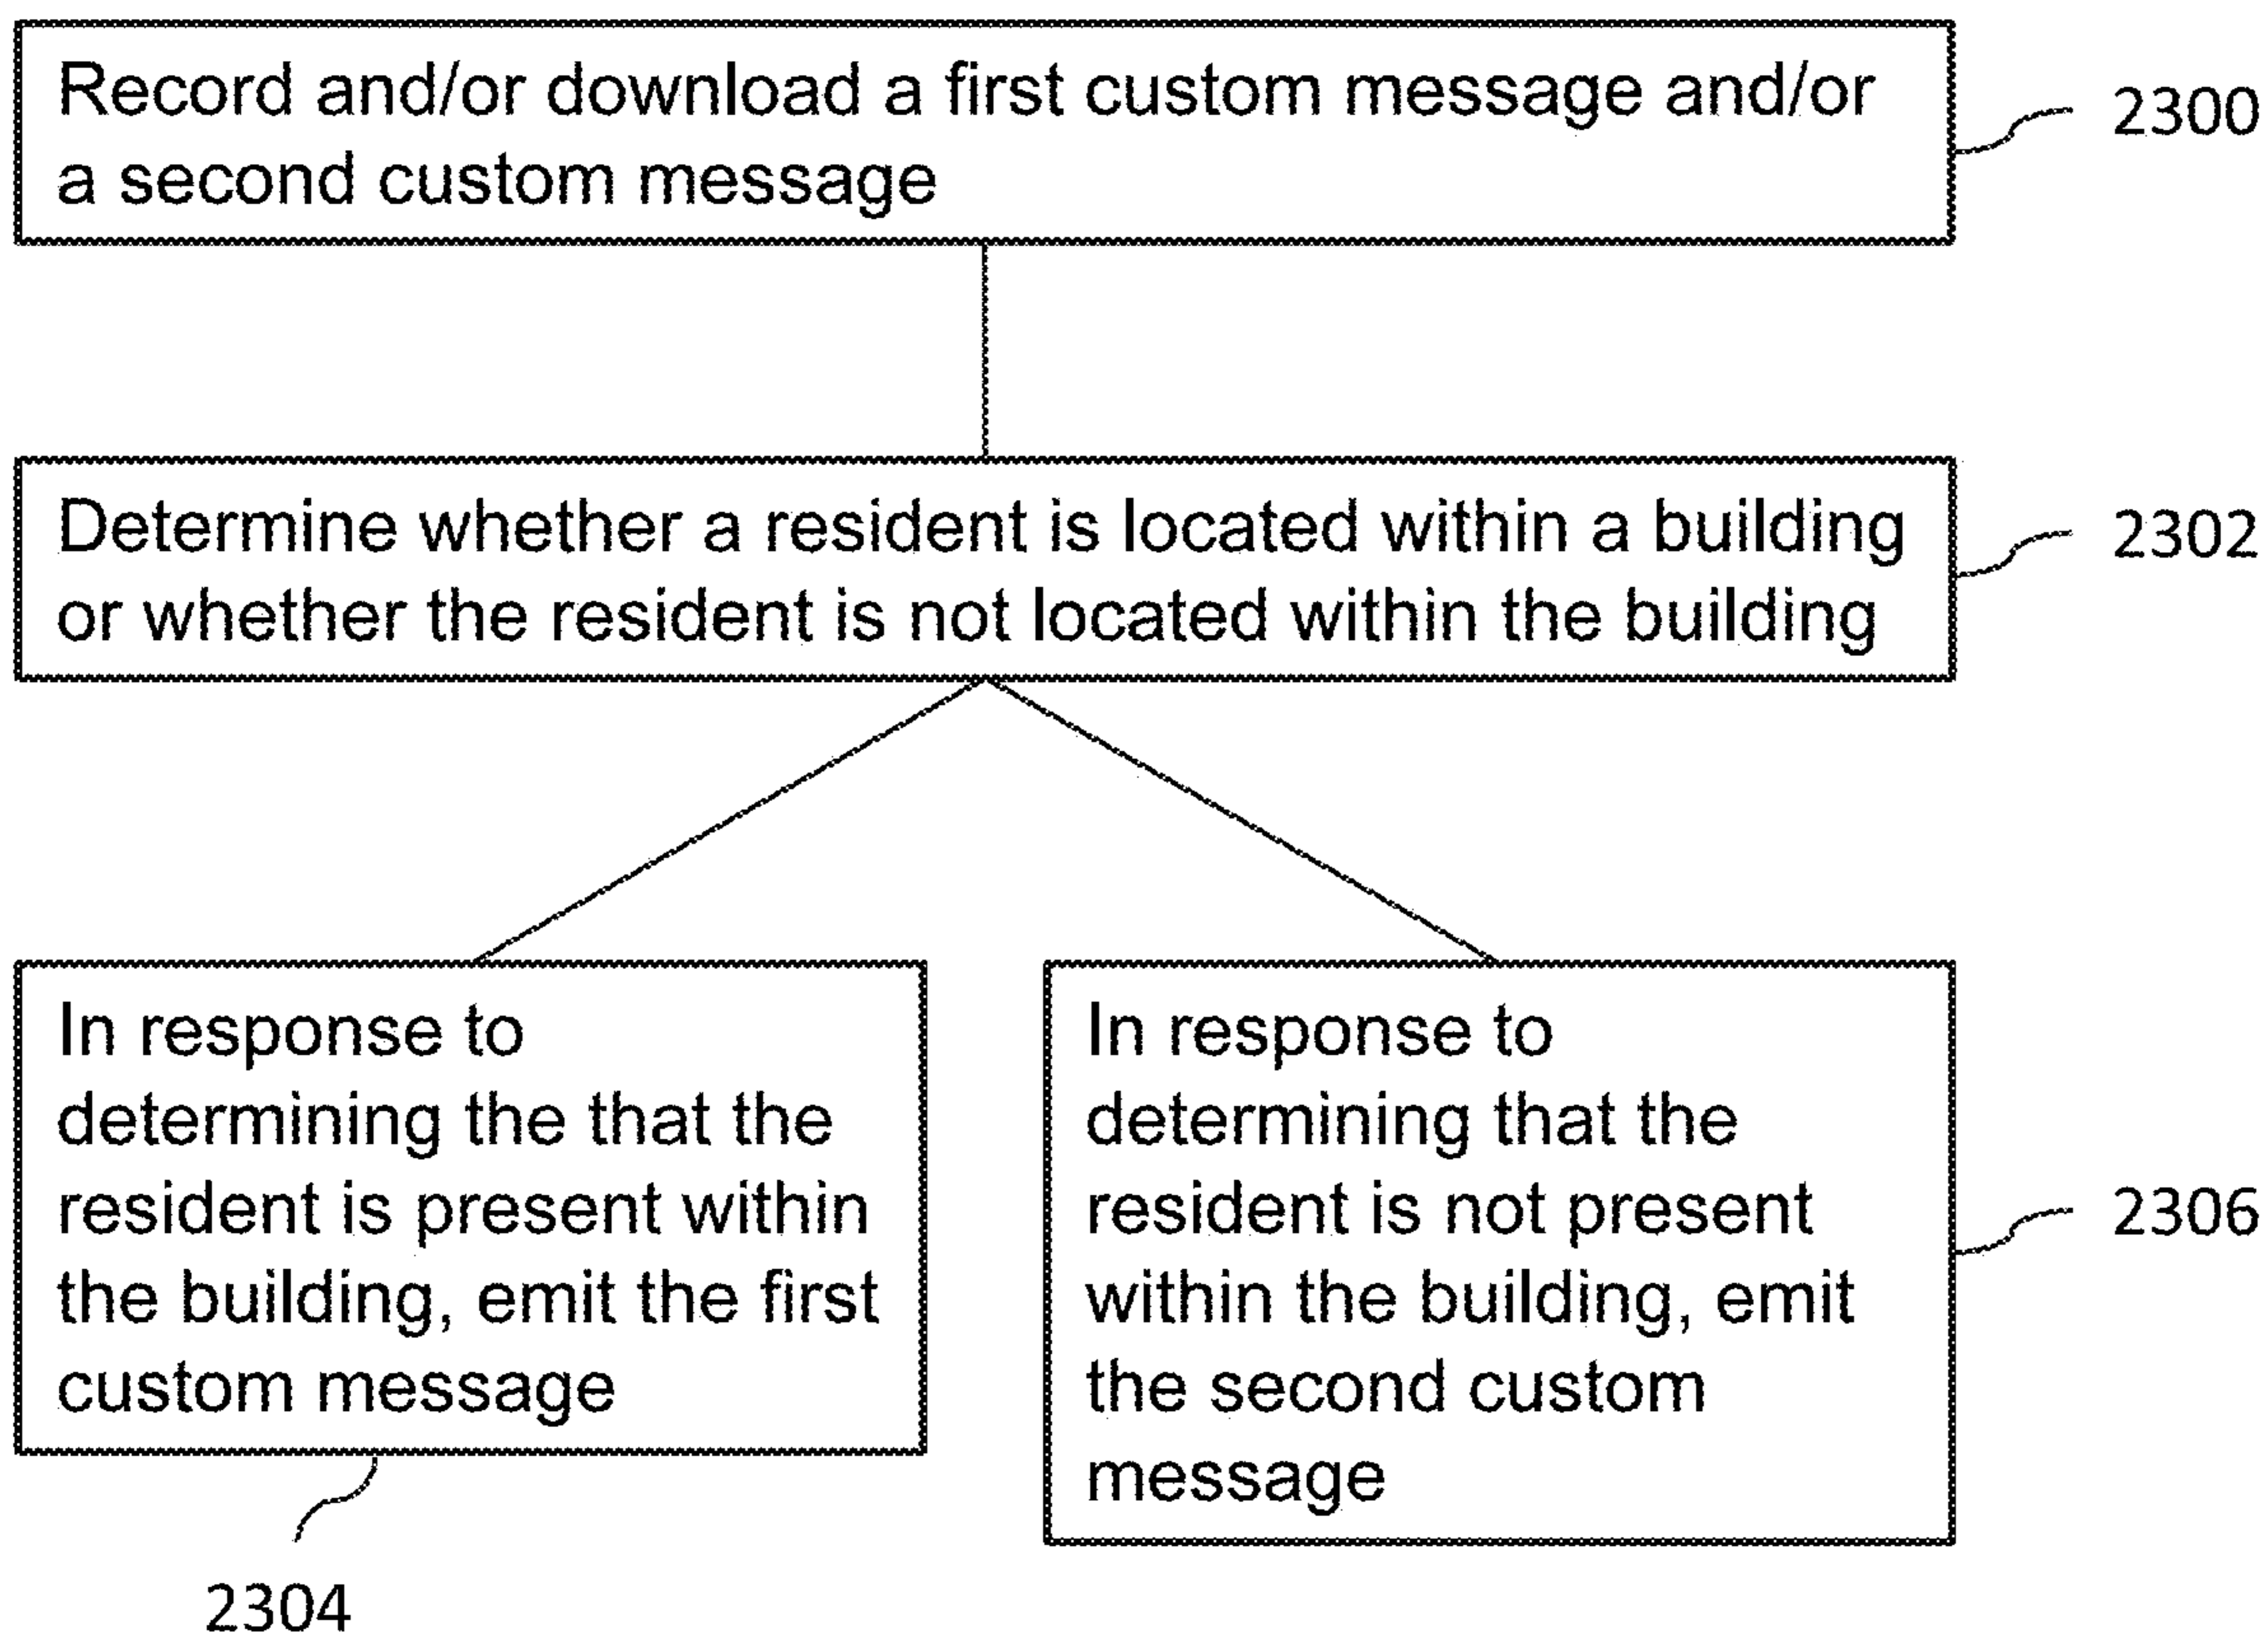 Record and/or download a first custom message and/or
a second custom message
2300
Determine whether a resident is located within a building
or whether the resident is not located within the building
2302
In response to
determining the that the
resident is present within
the building, emit the first
custom message
2304
In response to
determining that the
resident is not present
within the building, emit
the second custom
message
2306